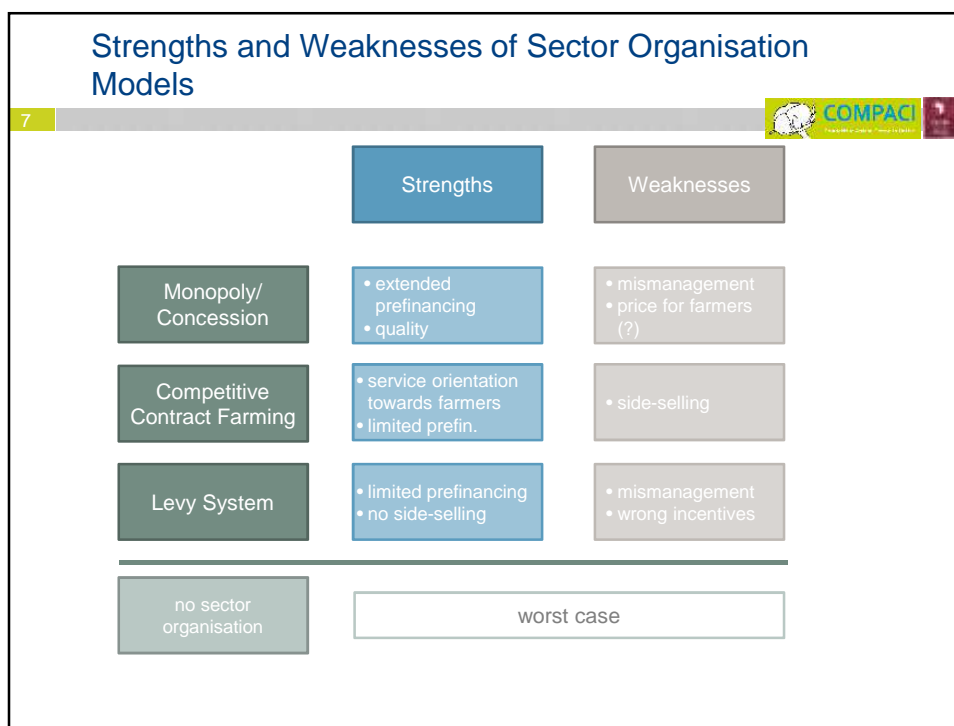 Strengths and Weaknesses of Sector Organisation
Models
7
COMPACI
Strengths
Weaknesses
Monopoly/
Concession
• extended
prefinancing
• quality
• mismanagement
• price for farmers
(?)
Competitive
Contract Farming
• service orientation
towards farmers
• limited prefin.
• side-selling
Levy System
• limited prefinancing
• no side-selling
• mismanagement
• wrong incentives
no sector
organisation
worst case